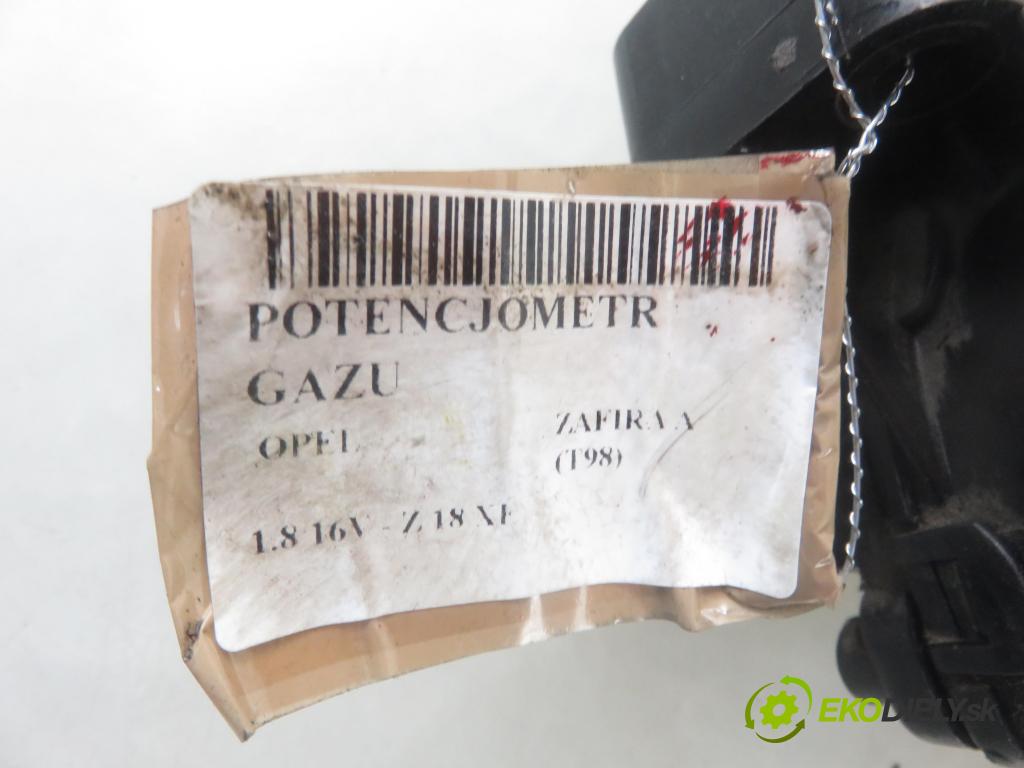 POTENCJOMETR
GAZU
OPEL
ZAFIRA A
(T98)
1.8 16V - Z 18 XE
EKODIELY.sk